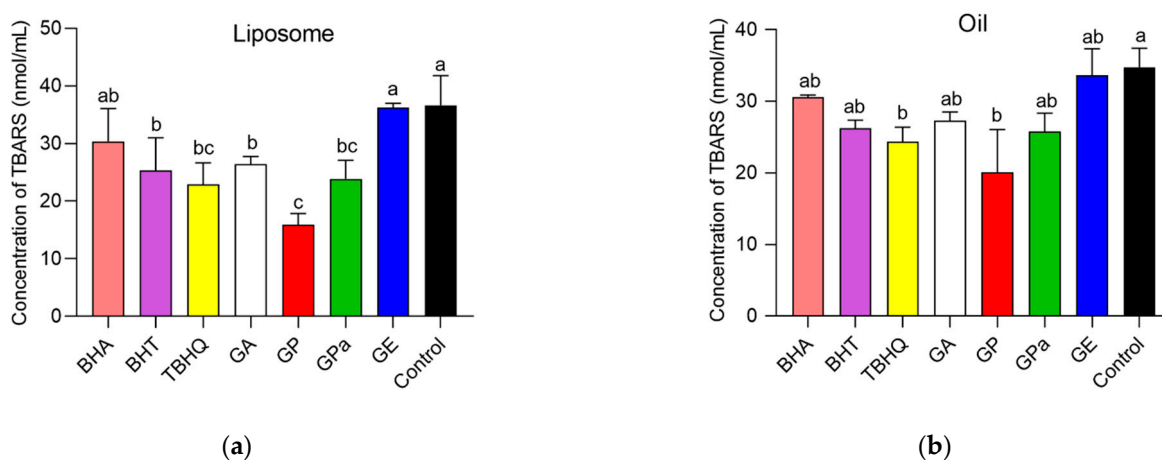 Liposome
Concentration of TBARS (nmol/mL)
50
40
30
20
10
0
ab
b
bc
b
c
bc
a
a
BHA
BHT
TBHQ
GA
GP
GPa
GE
Control
(a)
Oil
Concentration of TBARS (nmol/mL)
40
30
20
10
0
ab
ab
b
ab
b
ab
ab
a
BHA
BHT
TBHQ
GA
GP
GPa
GE
Control
(b)